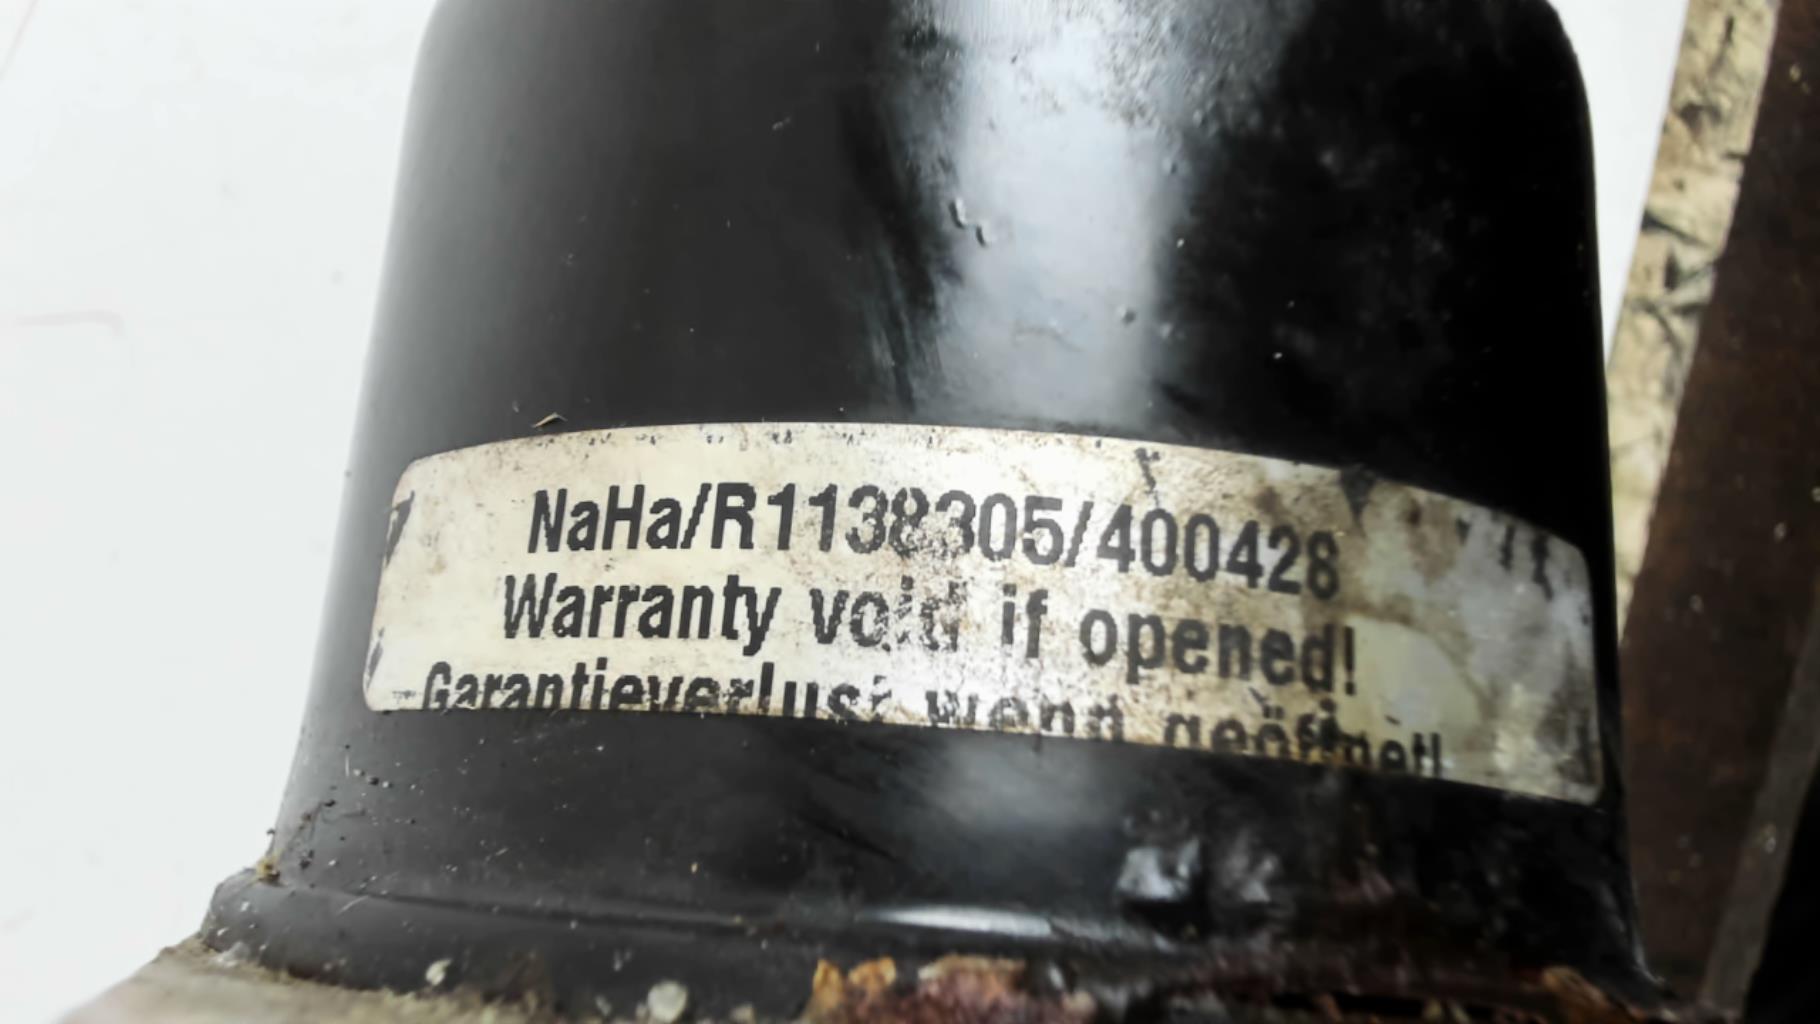 NaHa/R1138305/400428
Warranty void if opened!
Garantieverlust wenn geöffnet!